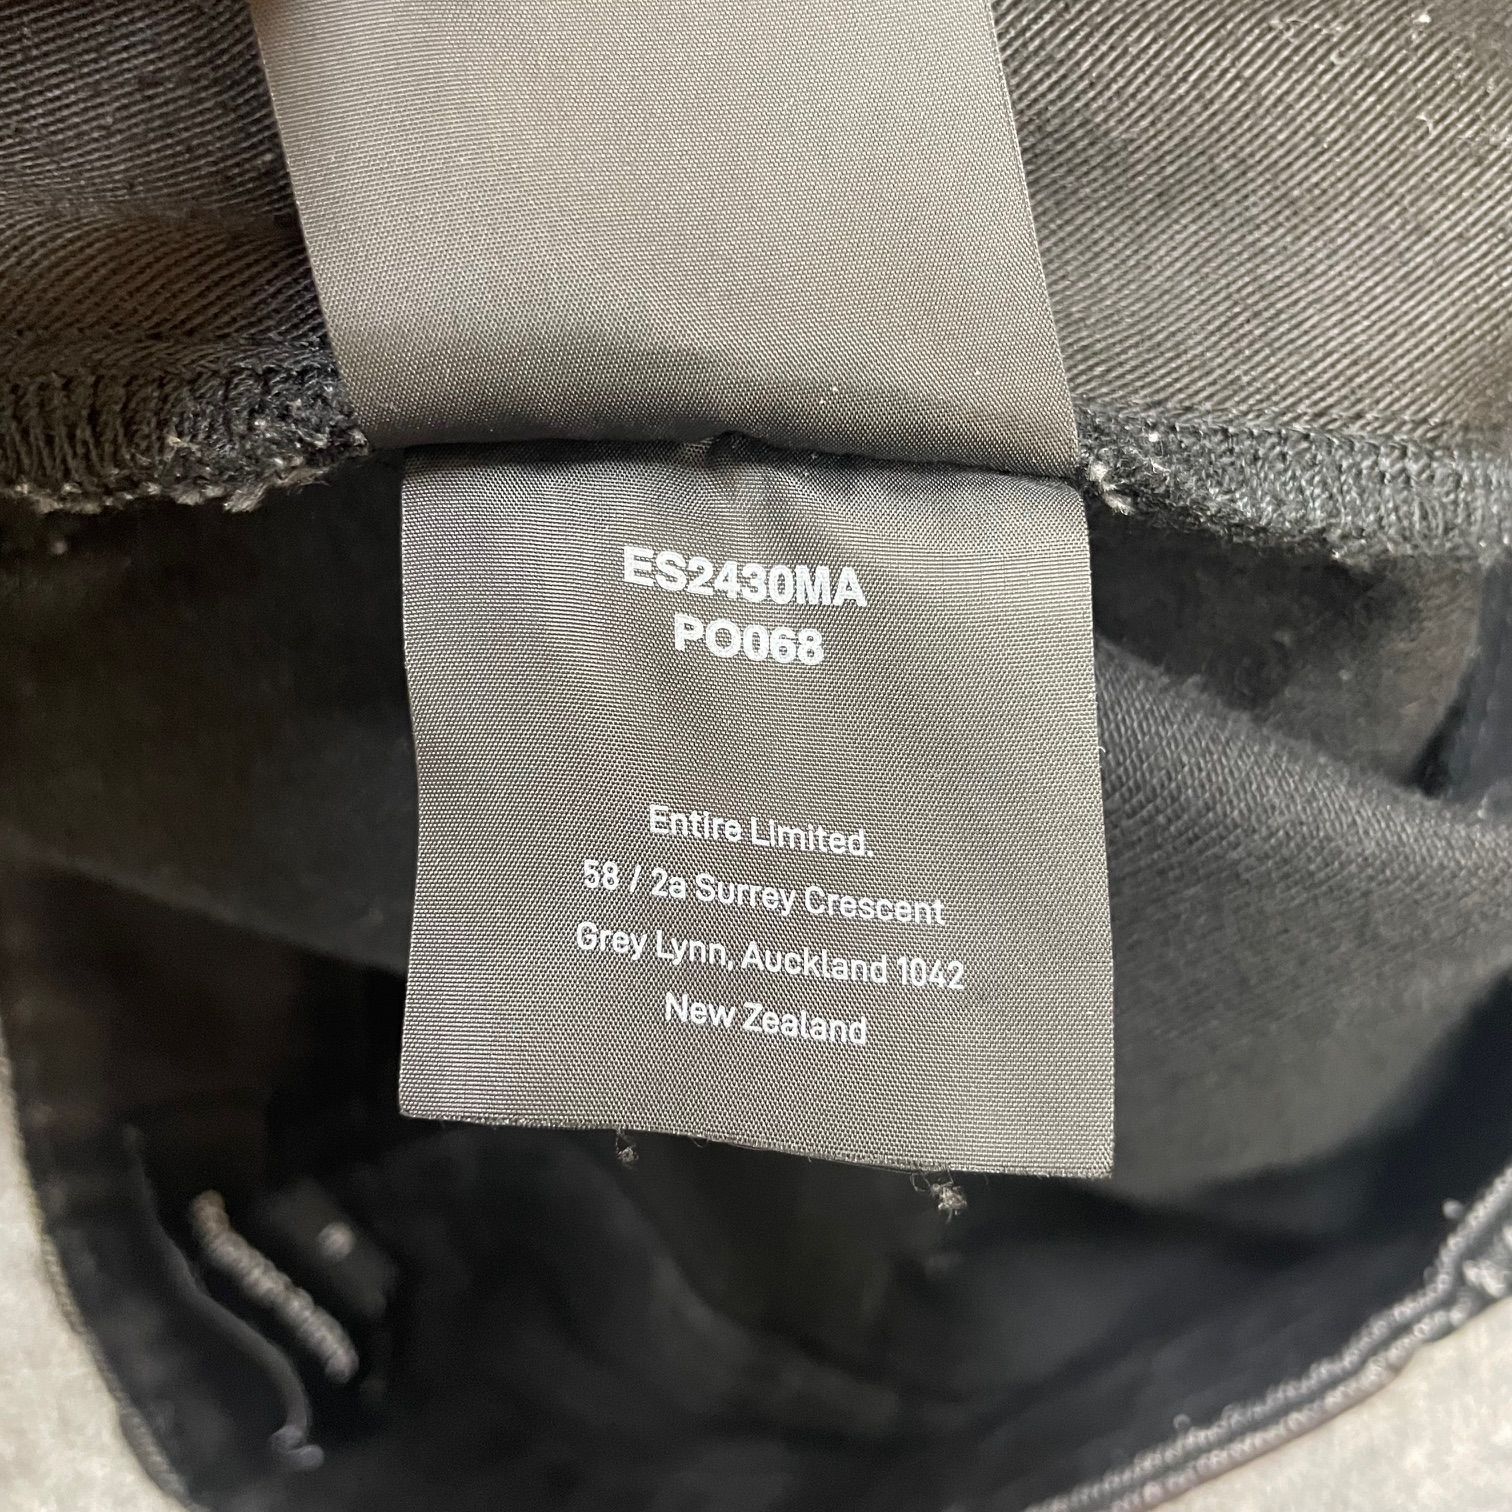 ES2430MA
PO068
Entire Limited.
58 / 2a Surrey Crescent
Grey Lynn, Auckland 1042
New Zealand